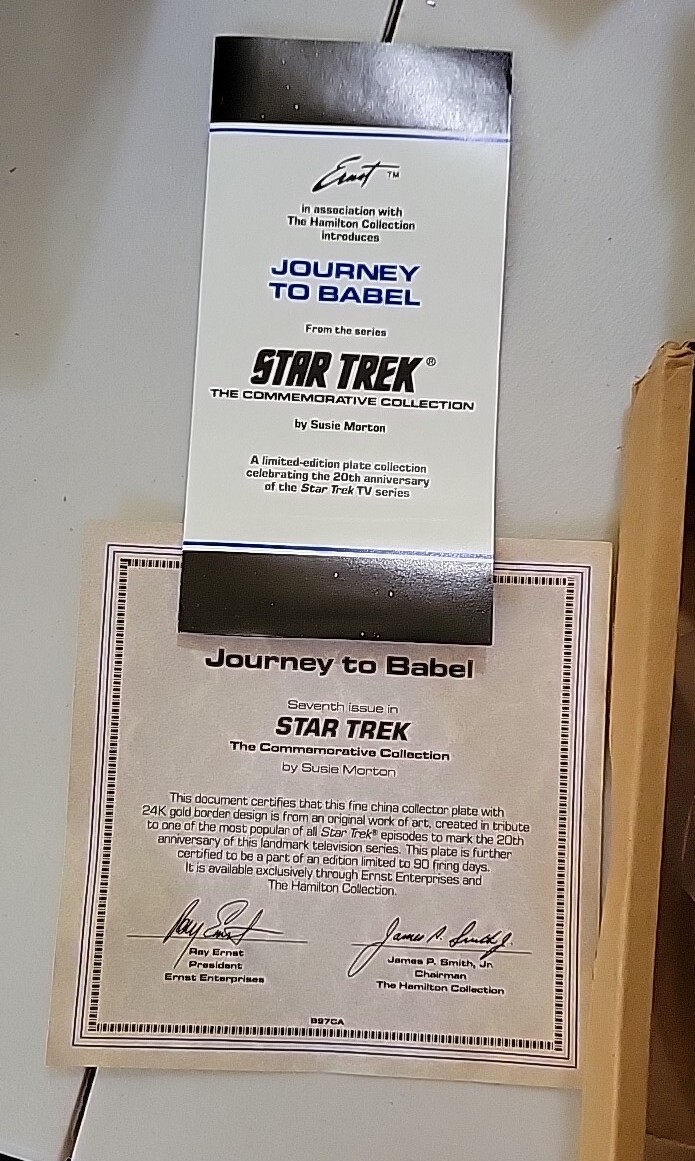 Ernst™
in association with
The Hamilton Collection
introduces
JOURNEY
TO BABEL
From the series
STAR TREK®
THE COMMEMORATIVE COLLECTION
by Susie Morton
A limited-edition plate collection
celebrating the 20th anniversary
of the Star Trek TV series
Journey to Babel
Seventh issue in
STAR TREK
The Commemorative Collection
by Susie Morton
This document certifies that this fine china collector plate with
24K gold border design is from an original work of art, created in tribute
to one of the most popular of all Star Trek® episodes to mark the 20th
anniversary of this landmark television series. This plate is further
certified to be a part of an edition limited to 90 firing days.
It is available exclusively through Ernst Enterprises and
The Hamilton Collection.
Ray Ernst
James P. Smith Jr.
Ray Ernst
President
Ernst Enterprises
James P. Smith, Jr.
Chairman
The Hamilton Collection
B97CA